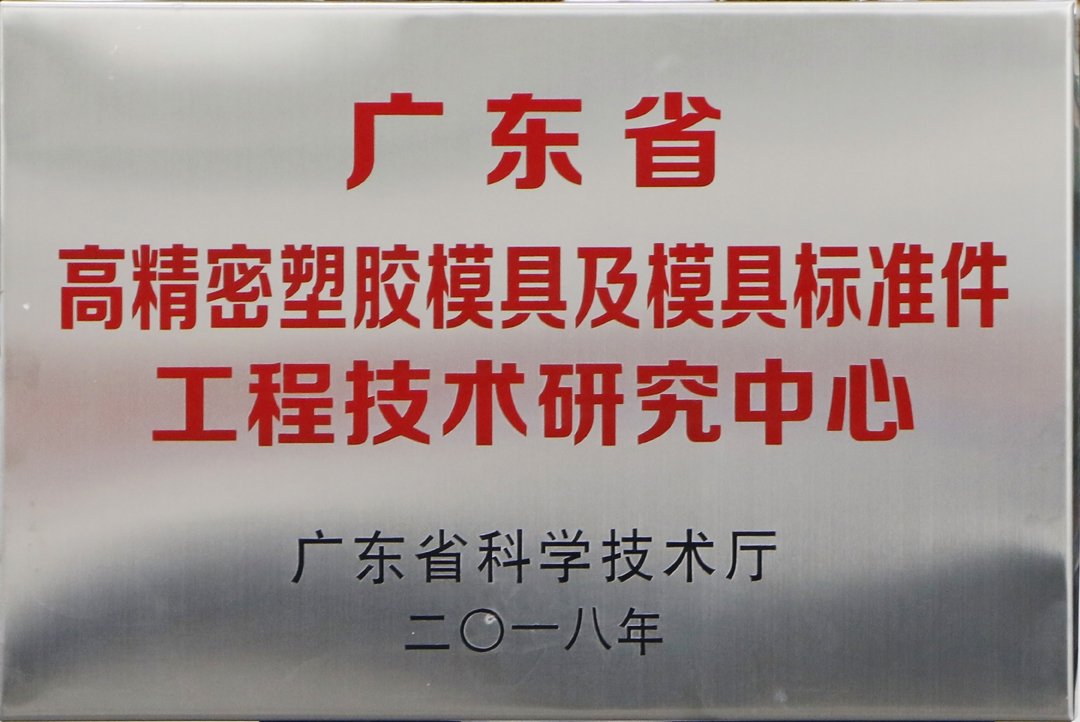 广东省
高精密塑胶模具及模具标准件
工程技术研究中心
广东省科学技术厅
二〇一八年